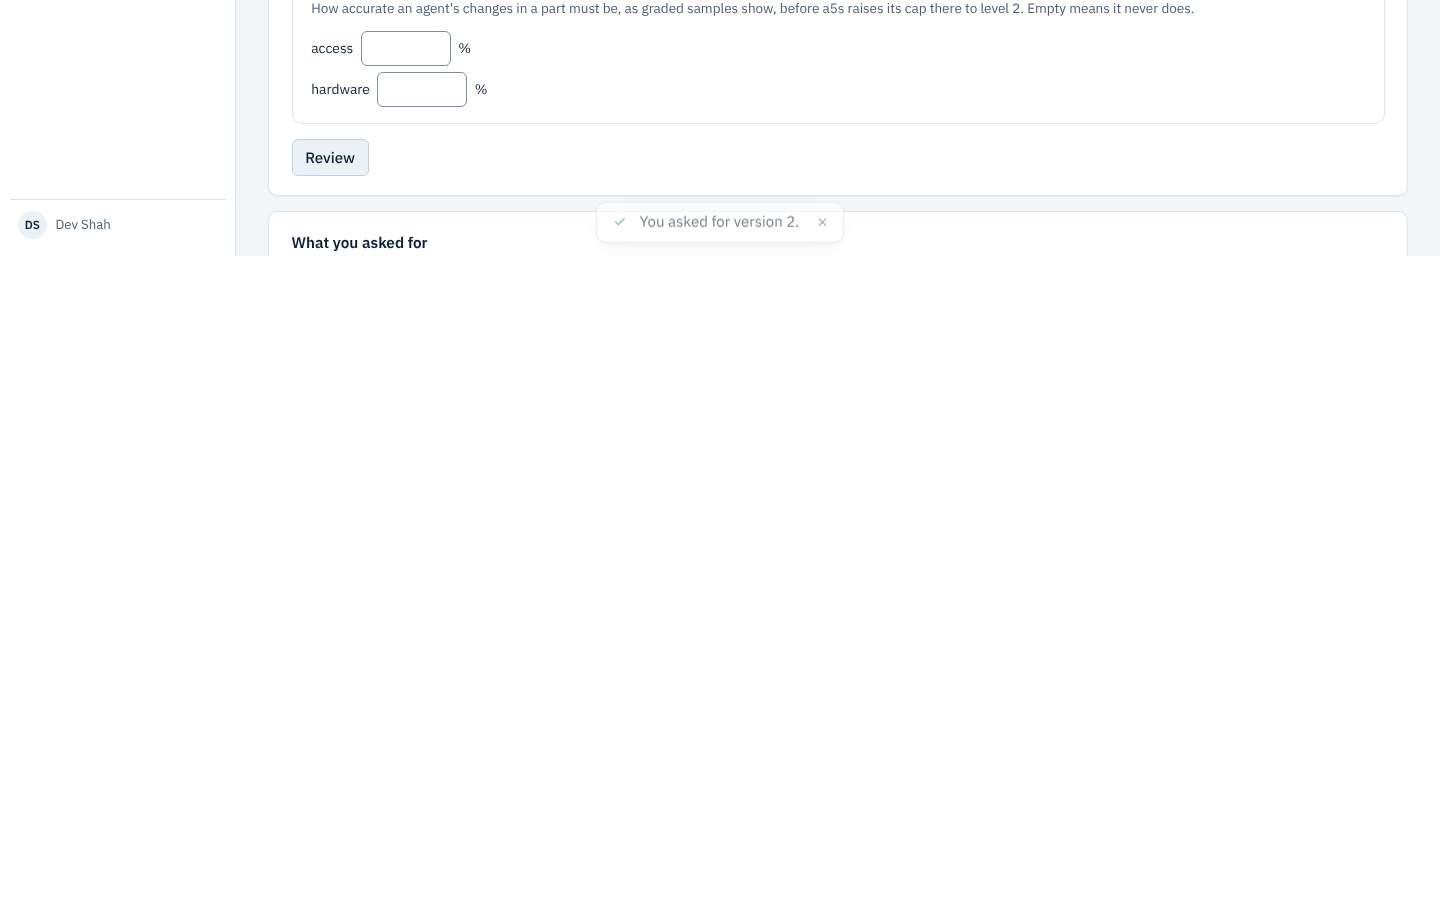 How accurate an agent's changes in a part must be, as graded samples show, before a5s raises its cap there to level 2. Empty means it never does.
access %
hardware %
Review
DS Dev Shah
You asked for version 2. ×
What you asked for